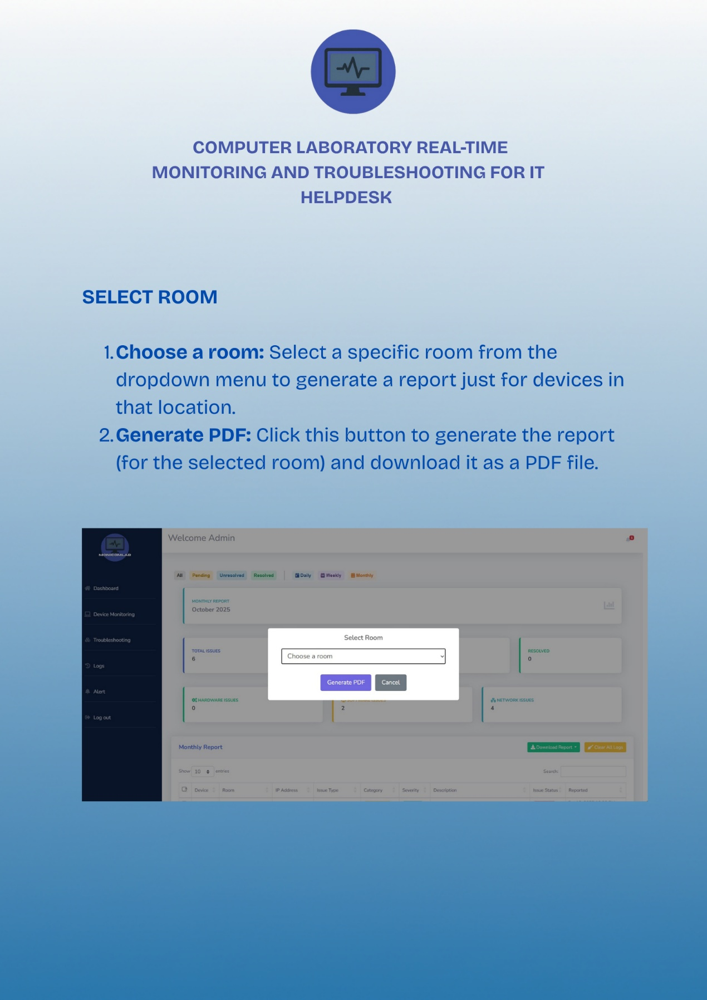 COMPUTER LABORATORY REAL-TIME
MONITORING AND TROUBLESHOOTING FOR IT
HELPDESK
SELECT ROOM
1. Choose a room: Select a specific room from the
dropdown menu to generate a report just for devices in
that location.
2. Generate PDF: Click this button to generate the report
(for the selected room) and download it as a PDF file.
MONICOMLAB
Welcome Admin
1
Dashboard
Device Monitoring
Troubleshooting
Logs
Alert
Log out
All Pending Unresolved Resolved Daily Weekly Monthly
MONTHLY REPORT
October 2025
Select Room
Choose a room
Generate PDF Cancel
TOTAL ISSUES
6
RESOLVED
0
HARDWARE ISSUES
0
SOFTWARE ISSUES
2
NETWORK ISSUES
4
Monthly Report
Download Report Clear All Logs
Show 10 entries Search:
Device Room IP Address Issue Type Category Severity Description Issue Status Reported